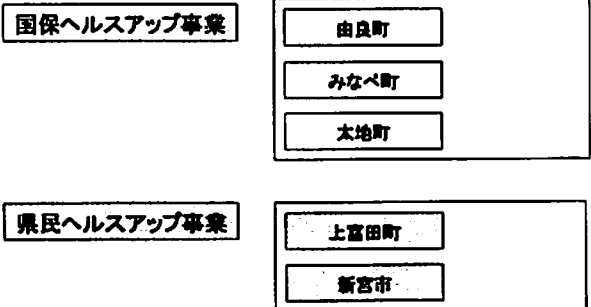 国保ヘルスアップ事業
由良町
みなべ町
太地町
県民ヘルスアップ事業
上富田町
新宮市